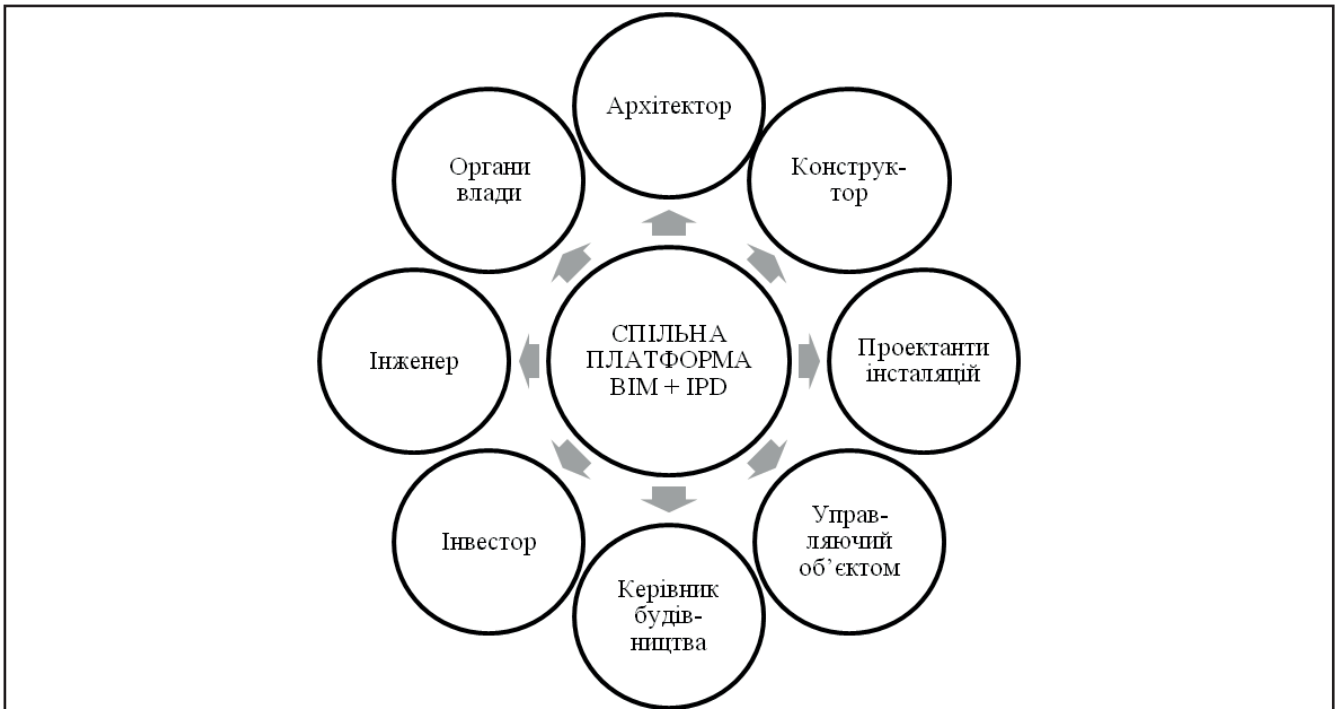 Архітектор
Конструк-
тор
Проектанти
інсталяцій
Управ-
ляючий
об’єктом
Керівник
будів-
ництва
Інвестор
Інженер
Органи
влади
СПІЛЬНА
ПЛАТФОРМА
BIM + IPD